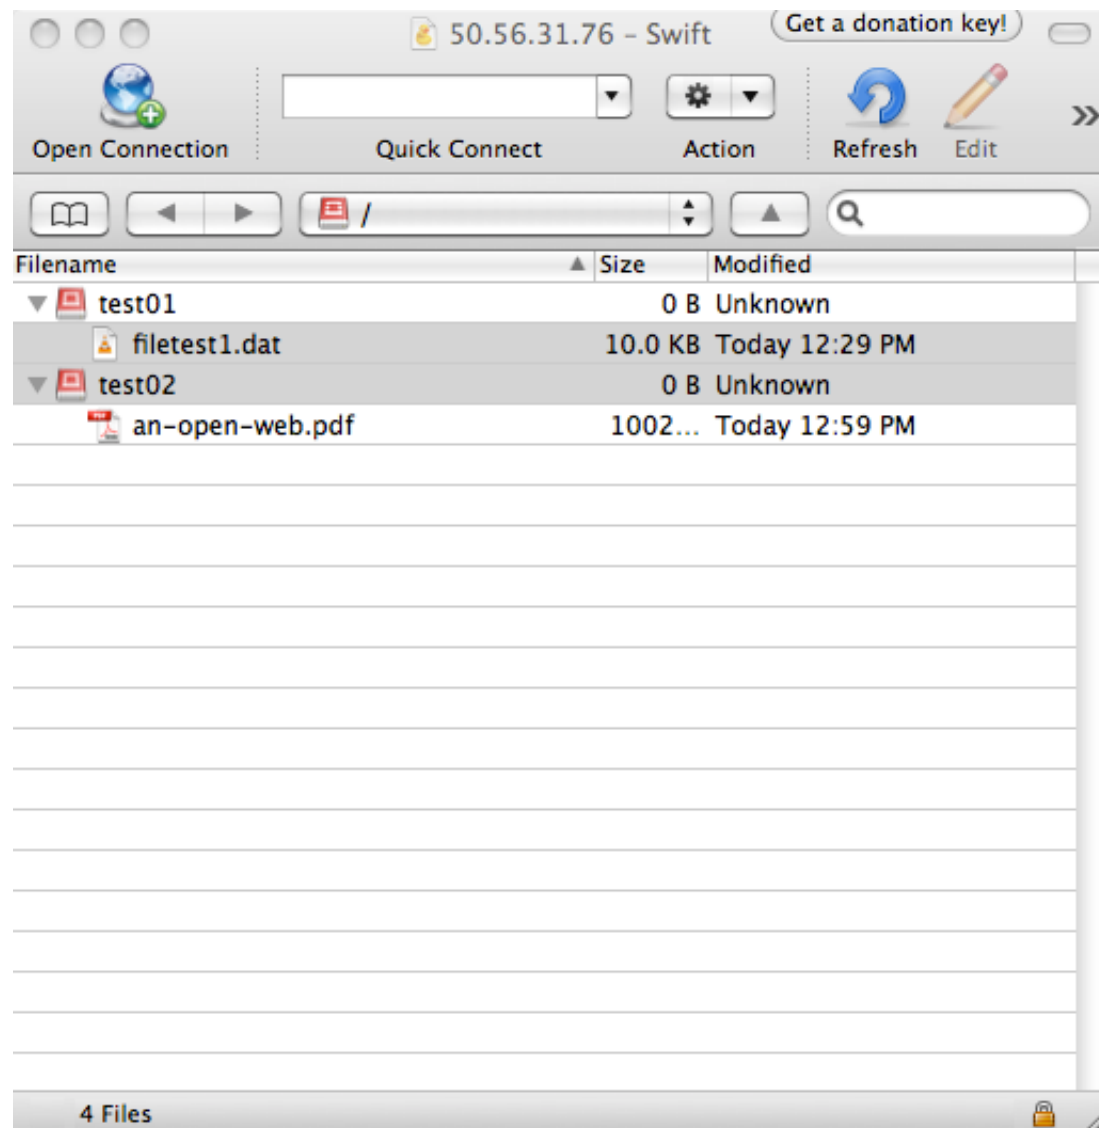 50.56.31.76 – Swift Get a donation key!
Open Connection Quick Connect Action Refresh Edit
/
Filename Size Modified
test01 0 B Unknown
filetest1.dat 10.0 KB Today 12:29 PM
test02 0 B Unknown
an-open-web.pdf 1002... Today 12:59 PM
4 Files